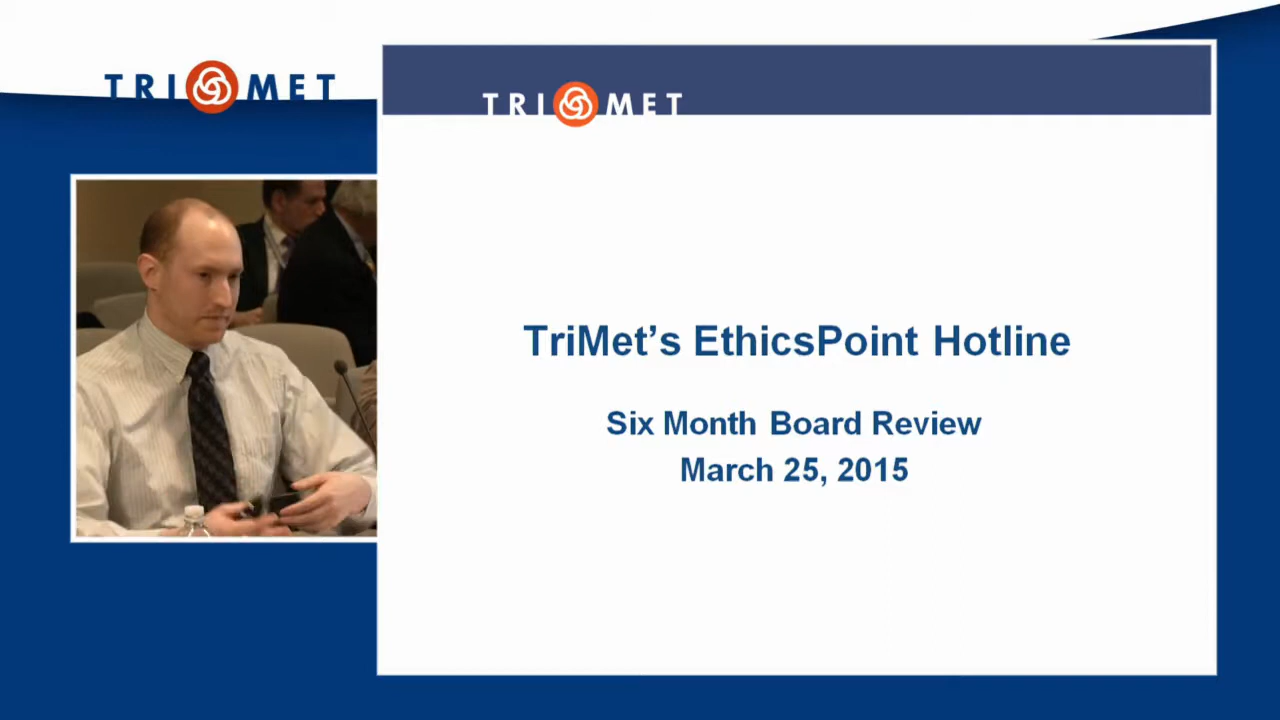 TRIMET
TRIMET
TriMet's EthicsPoint Hotline
Six Month Board Review
March 25, 2015